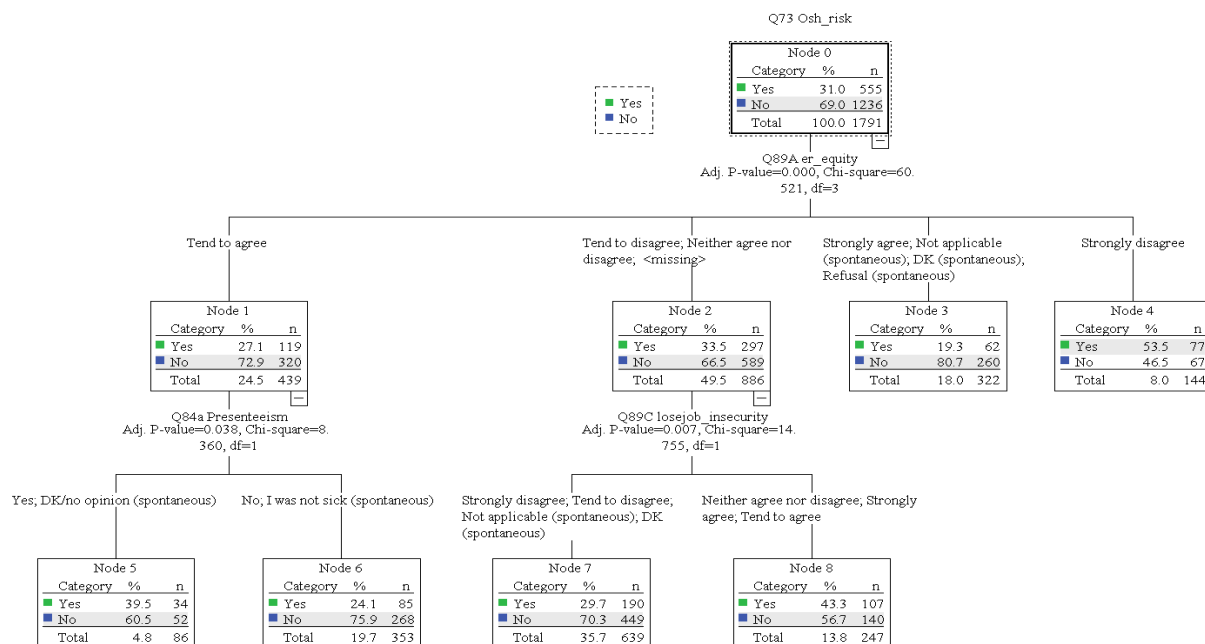 Q73 Osh_risk
Node 0
Category % n
Yes 31.0 555
No 69.0 1236
Total 100.0 1791
Yes
No
Q89A er_equity
Adj. P-value=0.000, Chi-square=60.
521, df=3
Tend to agree
Tend to disagree; Neither agree nor
disagree; <missing>
Strongly agree; Not applicable
(spontaneous); DK (spontaneous);
Refusal (spontaneous)
Strongly disagree
Node 1
Category % n
Yes 27.1 119
No 72.9 320
Total 24.5 439
Node 2
Category % n
Yes 33.5 297
No 66.5 589
Total 49.5 886
Node 3
Category % n
Yes 19.3 62
No 80.7 260
Total 18.0 322
Node 4
Category % n
Yes 53.5 77
No 46.5 67
Total 8.0 144
Q84a Presenteeism
Adj. P-value=0.038, Chi-square=8.
360, df=1
Q89C losejob_insecurity
Adj. P-value=0.007, Chi-square=14.
755, df=1
Yes; DK/no opinion (spontaneous)
No; I was not sick (spontaneous)
Strongly disagree; Tend to disagree;
Not applicable (spontaneous); DK
(spontaneous)
Neither agree nor disagree; Strongly
agree; Tend to agree
Node 5
Category % n
Yes 39.5 34
No 60.5 52
Total 4.8 86
Node 6
Category % n
Yes 24.1 85
No 75.9 268
Total 19.7 353
Node 7
Category % n
Yes 29.7 190
No 70.3 449
Total 35.7 639
Node 8
Category % n
Yes 43.3 107
No 56.7 140
Total 13.8 247